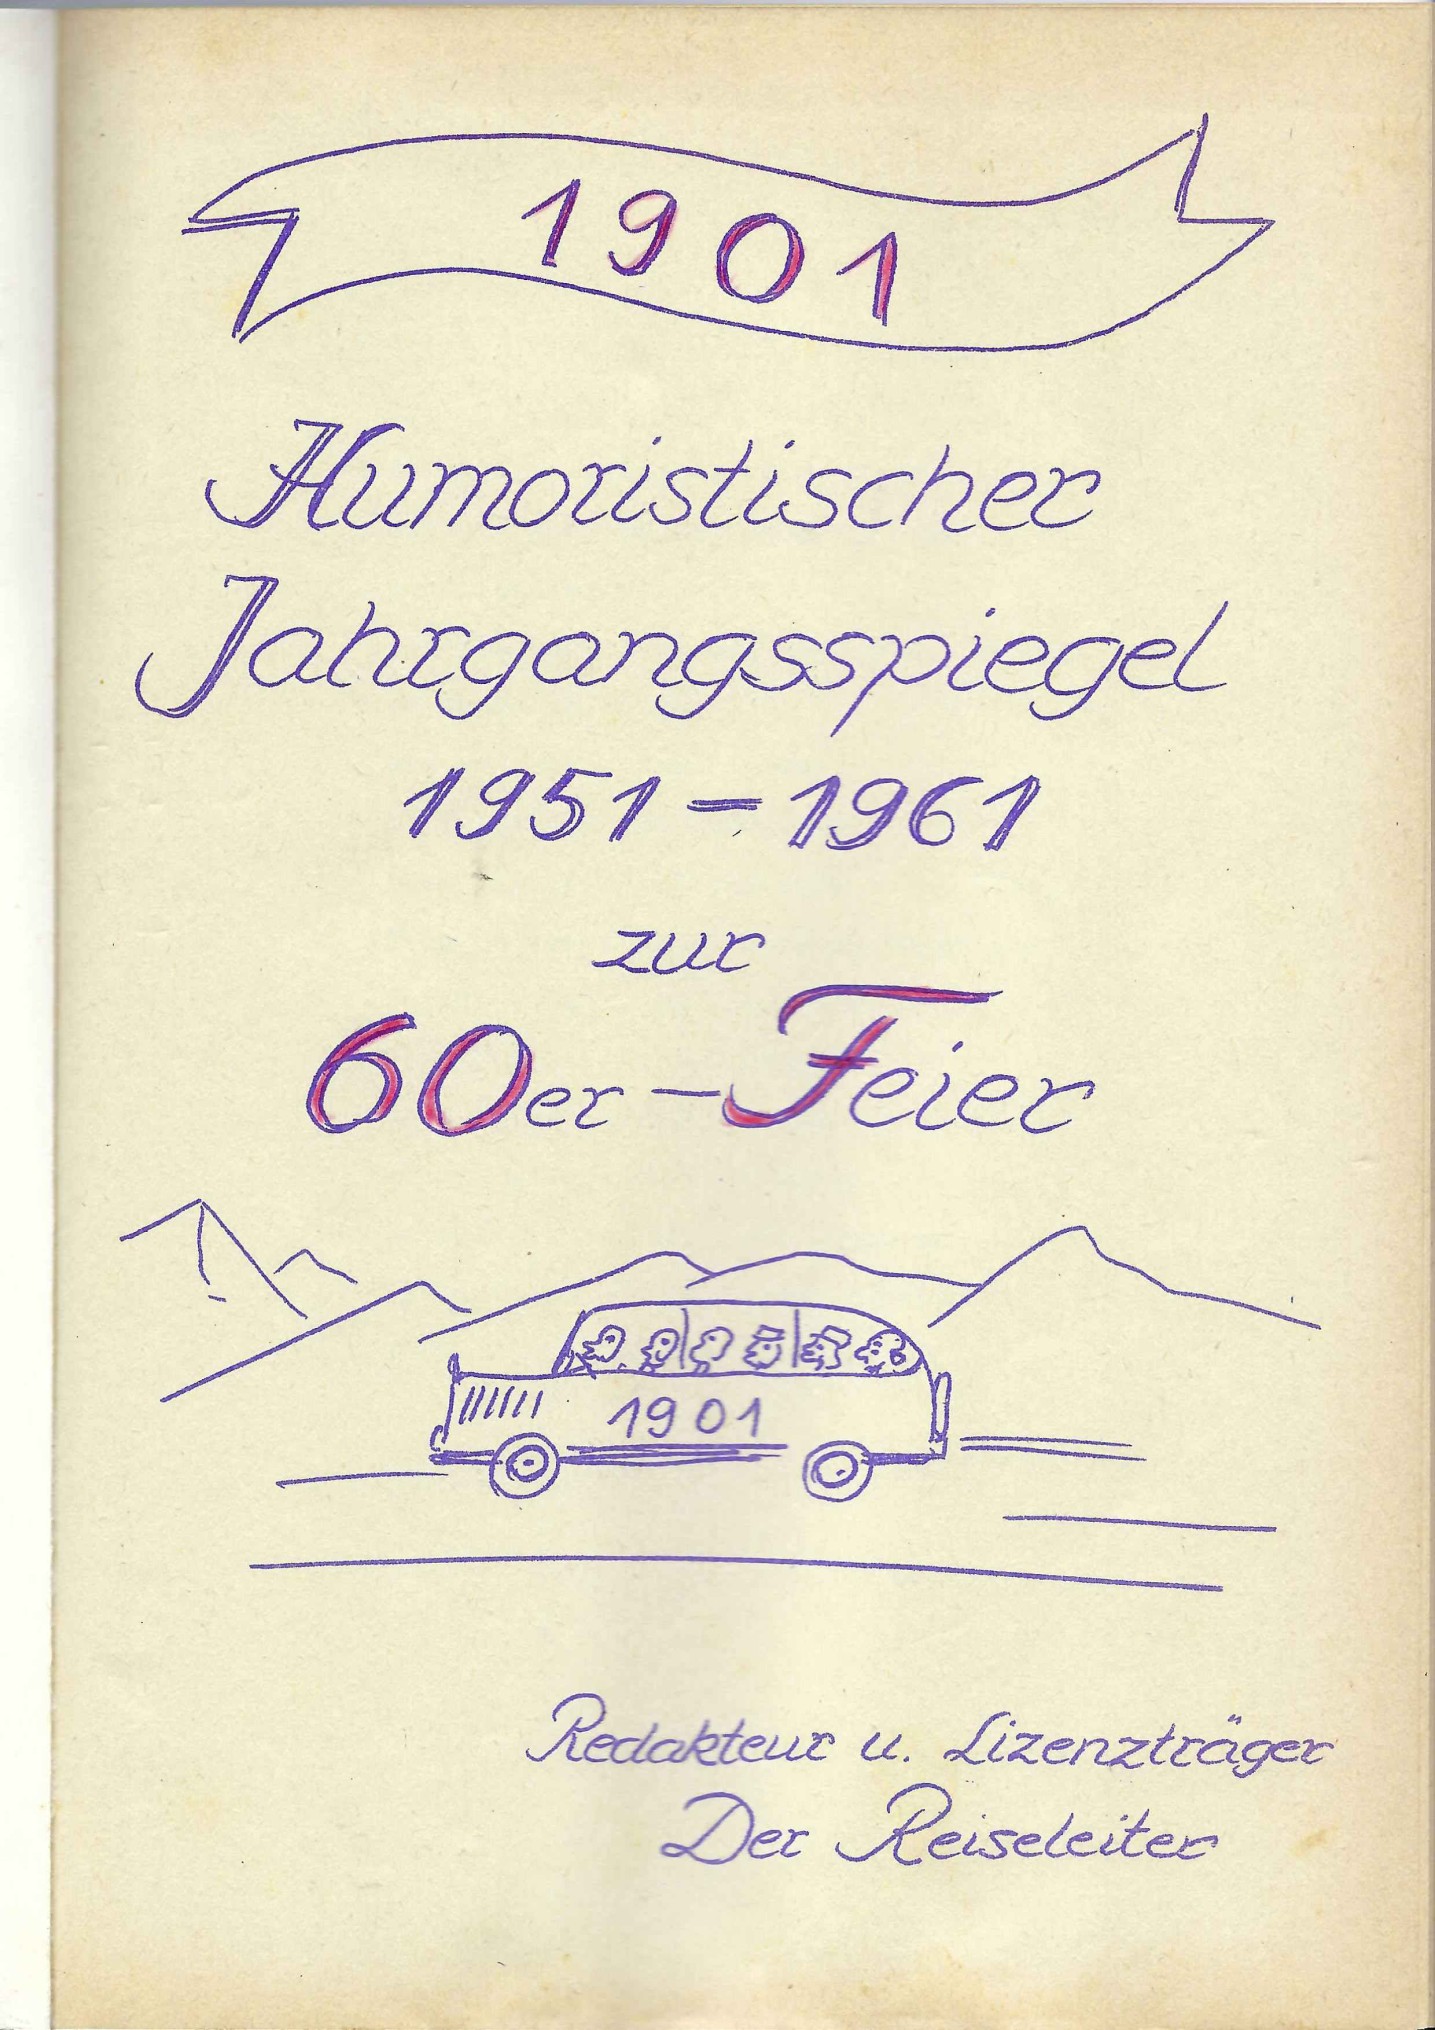 1901
Humoristischer
Jahrgangsspiegel
1951 – 1961
zur
60er – Feier
1901
Redakteur u. Lizenzträger
Der Reiseleiter